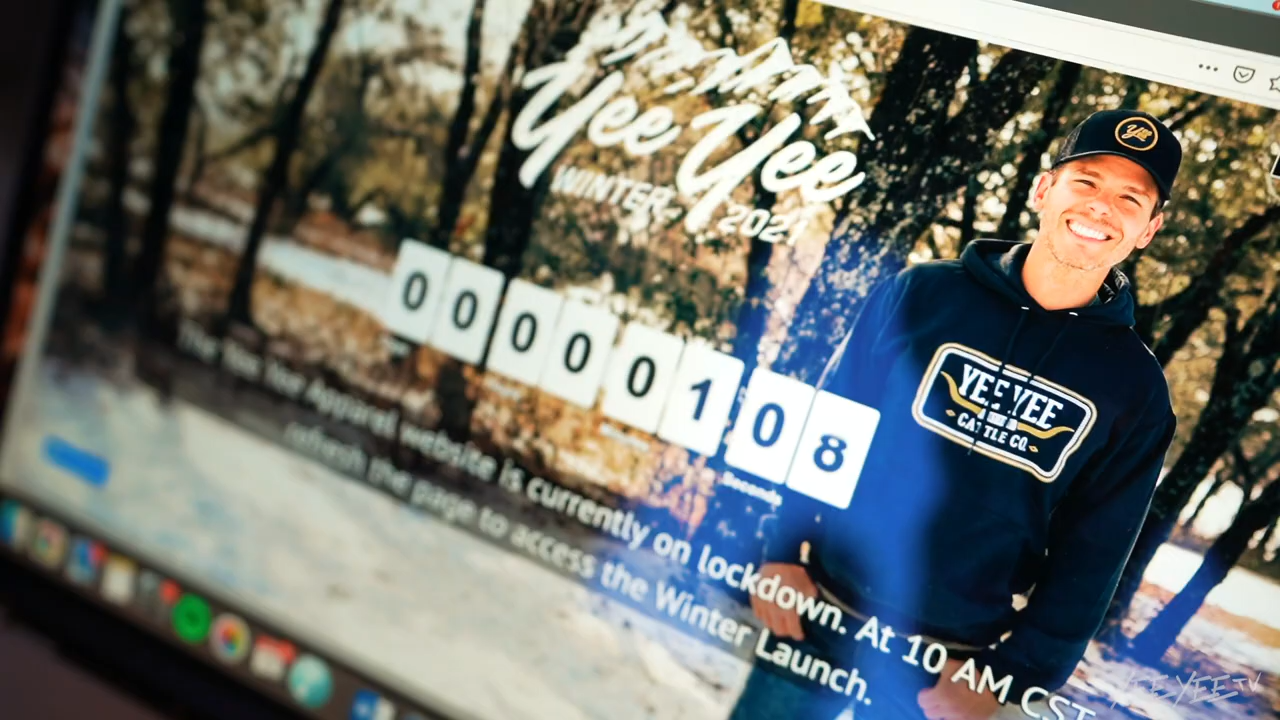 Yee Yee
WINTER 2021
Yee
0 0 0 0 0 1 0 8
Seconds
YEE YEE
CATTLE CO
The Yee Yee Apparel website is currently on lockdown. At 10 AM CST
refresh the page to access the Winter Launch.
YEE YEE TV